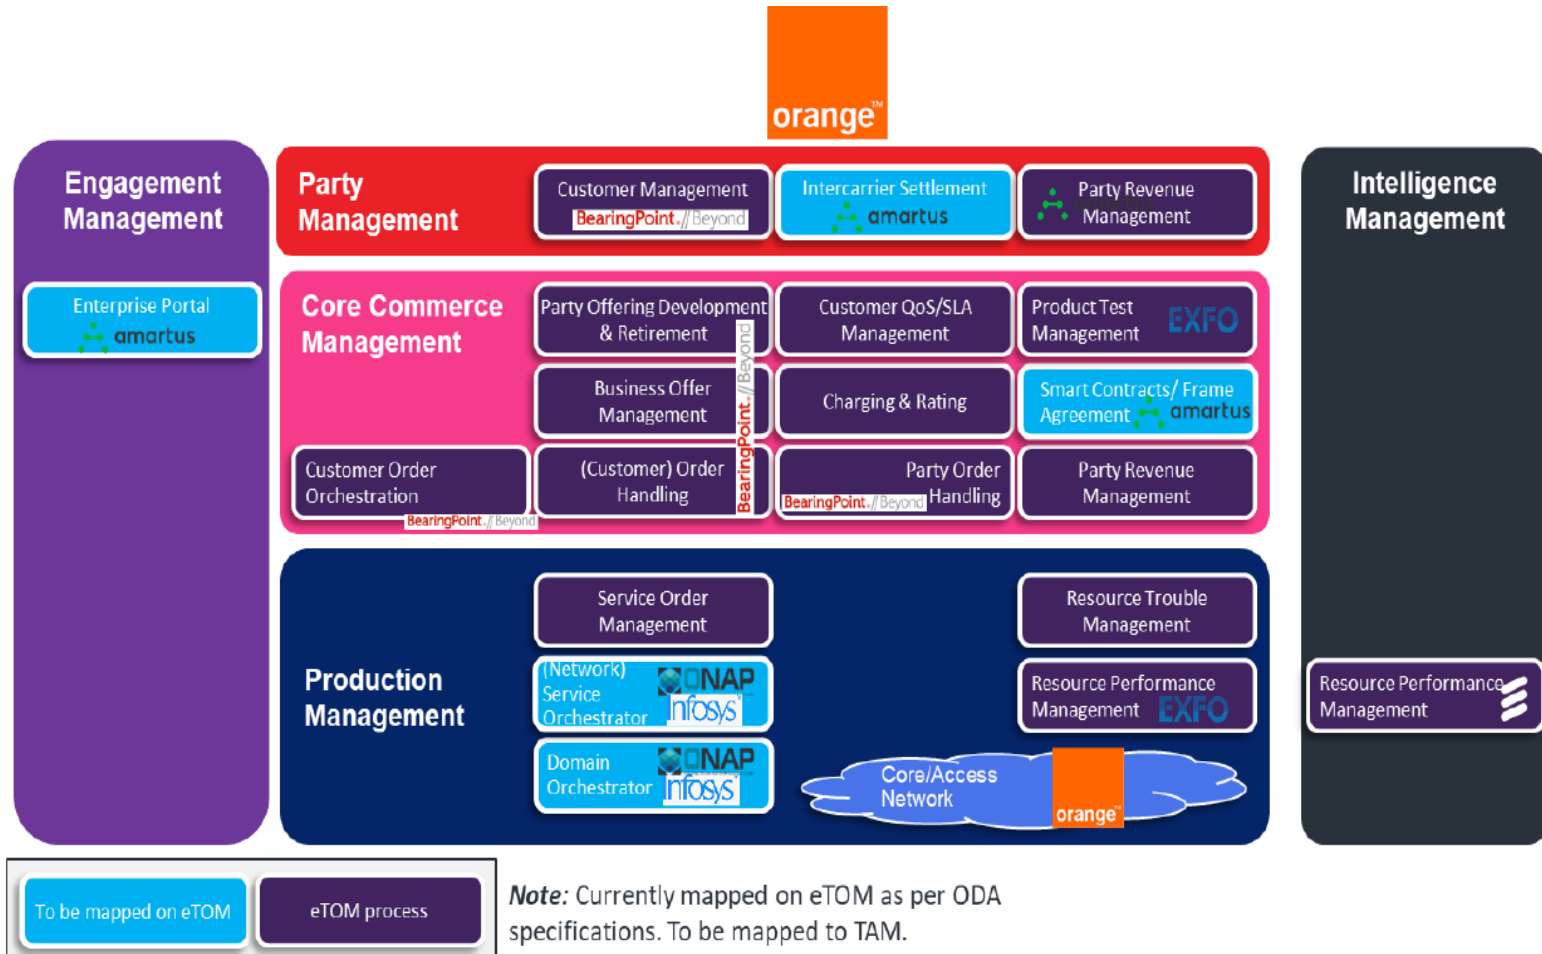 orange™
Engagement
Management
Enterprise Portal
amartus
Party
Management
Customer Management
BearingPoint.//Beyond
Intercarrier Settlement
amartus
Party Revenue
Management
Core Commerce
Management
Party Offering Development
& Retirement
Customer QoS/SLA
Management
Product Test
Management
EXFO
Business Offer
Management
BearingPoint.//Beyond
Charging & Rating
Smart Contracts/ Frame
Agreement
amartus
Customer Order
Orchestration
BearingPoint.//Beyond
(Customer) Order
Handling
Party Order
Handling
BearingPoint.//Beyond
Party Revenue
Management
Production
Management
Service Order
Management
Resource Trouble
Management
(Network)
Service
Orchestrator
ONAP
Infosys
Resource Performance
Management
EXFO
Domain
Orchestrator
ONAP
Infosys
Core/Access
Network
orange™
Intelligence
Management
Resource Performance
Management
To be mapped on eTOM
eTOM process
Note: Currently mapped on eTOM as per ODA
specifications. To be mapped to TAM.